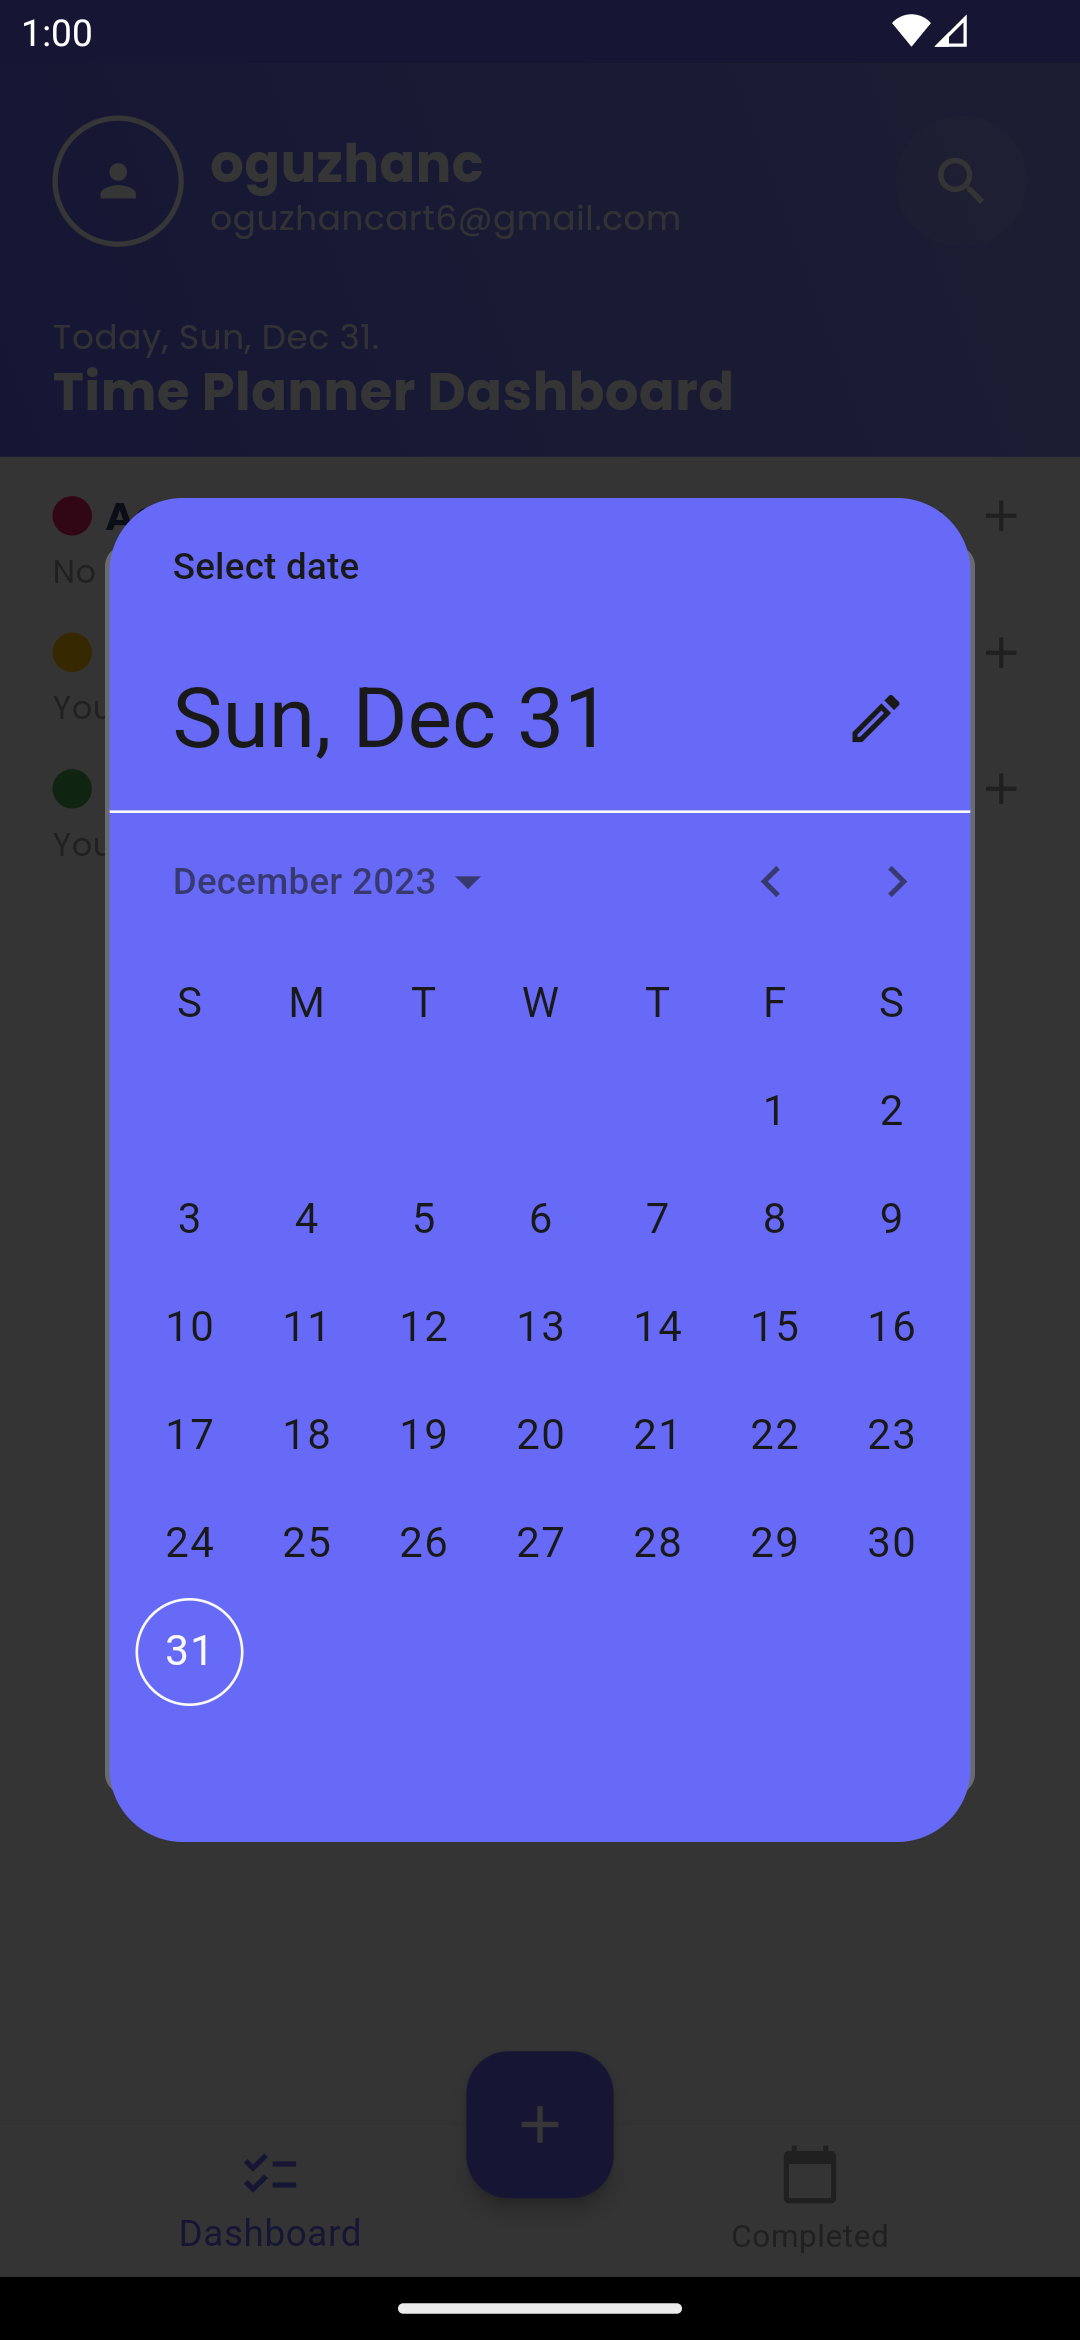 1:00
oguzhanc
oguzhancart6@gmail.com
Today, Sun, Dec 31.
Time Planner Dashboard
No
You
You
Select date
Sun, Dec 31
December 2023
S M T W T F S
1 2
3 4 5 6 7 8 9
10 11 12 13 14 15 16
17 18 19 20 21 22 23
24 25 26 27 28 29 30
31
Dashboard
Completed